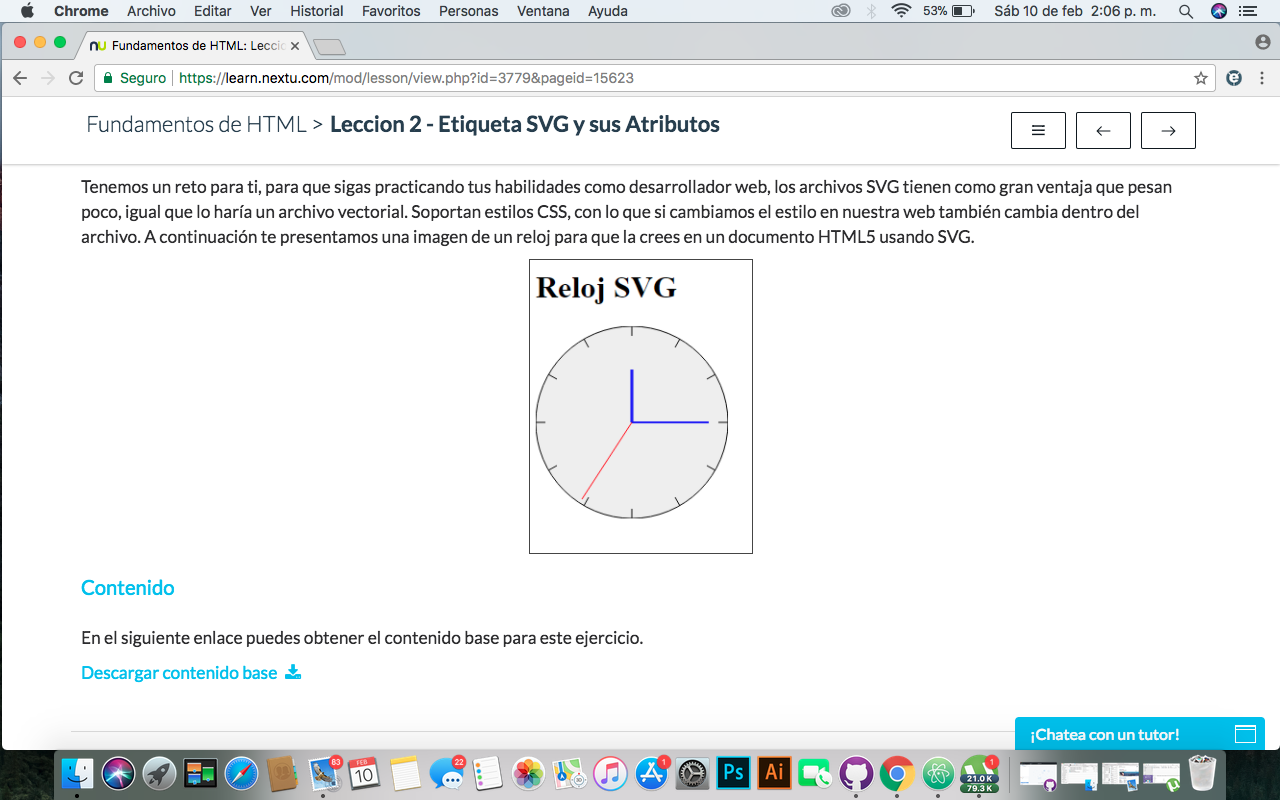 Chrome Archivo Editar Ver Historial Favoritos Personas Ventana Ayuda 53% Sáb 10 de feb 2:06 p. m.
nu Fundamentos de HTML: Lecci
Seguro https://learn.nextu.com/mod/lesson/view.php?id=3779&pageid=15623
Fundamentos de HTML > Leccion 2 - Etiqueta SVG y sus Atributos
Tenemos un reto para ti, para que sigas practicando tus habilidades como desarrollador web, los archivos SVG tienen como gran ventaja que pesan
poco, igual que lo haría un archivo vectorial. Soportan estilos CSS, con lo que si cambiamos el estilo en nuestra web también cambia dentro del
archivo. A continuación te presentamos una imagen de un reloj para que la crees en un documento HTML5 usando SVG.
Reloj SVG
Contenido
En el siguiente enlace puedes obtener el contenido base para este ejercicio.
Descargar contenido base
¡Chatea con un tutor!
83 FEB 10 22 1 Ps Ai 1
21.0 K
79.3 K